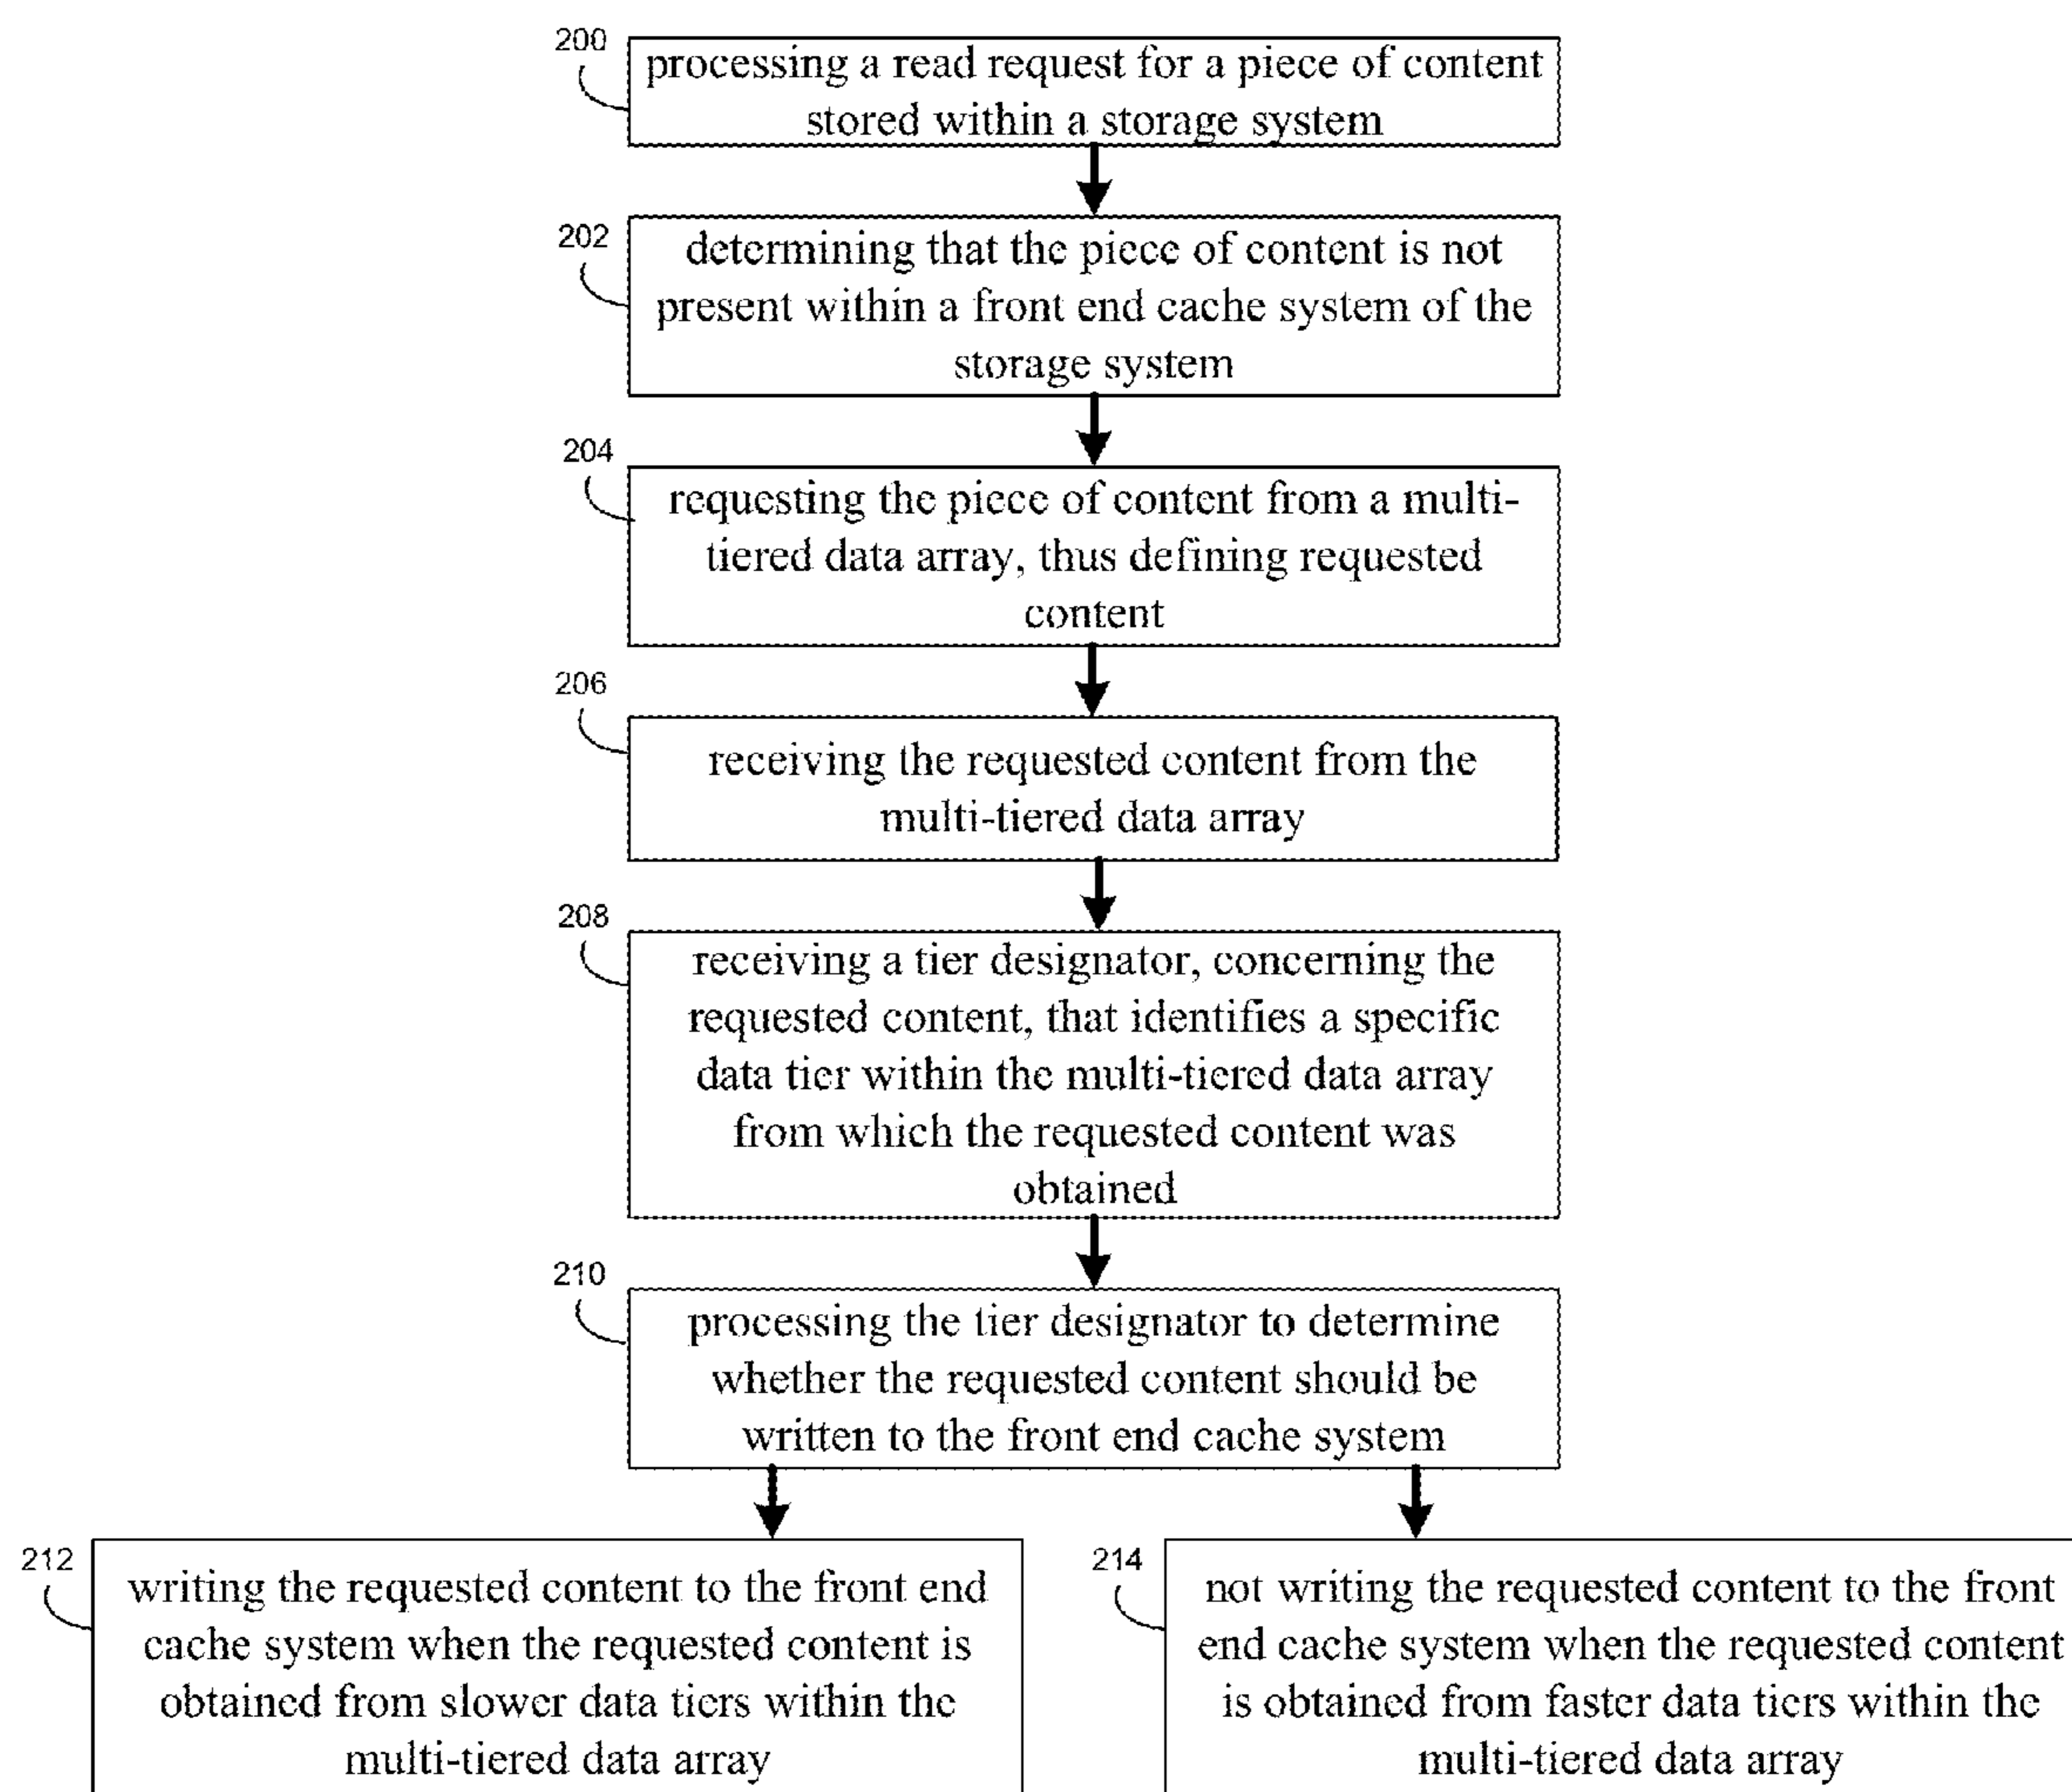 200
processing a read request for a piece of content
stored within a storage system
202
determining that the piece of content is not
present within a front end cache system of the
storage system
204
requesting the piece of content from a multi-
tiered data array, thus defining requested
content
206
receiving the requested content from the
multi-tiered data array
208
receiving a tier designator, concerning the
requested content, that identifies a specific
data tier within the multi-tiered data array
from which the requested content was
obtained
210
processing the tier designator to determine
whether the requested content should be
written to the front end cache system
212
writing the requested content to the front end
cache system when the requested content is
obtained from slower data tiers within the
multi-tiered data array
214
not writing the requested content to the front
end cache system when the requested content
is obtained from faster data tiers within the
multi-tiered data array